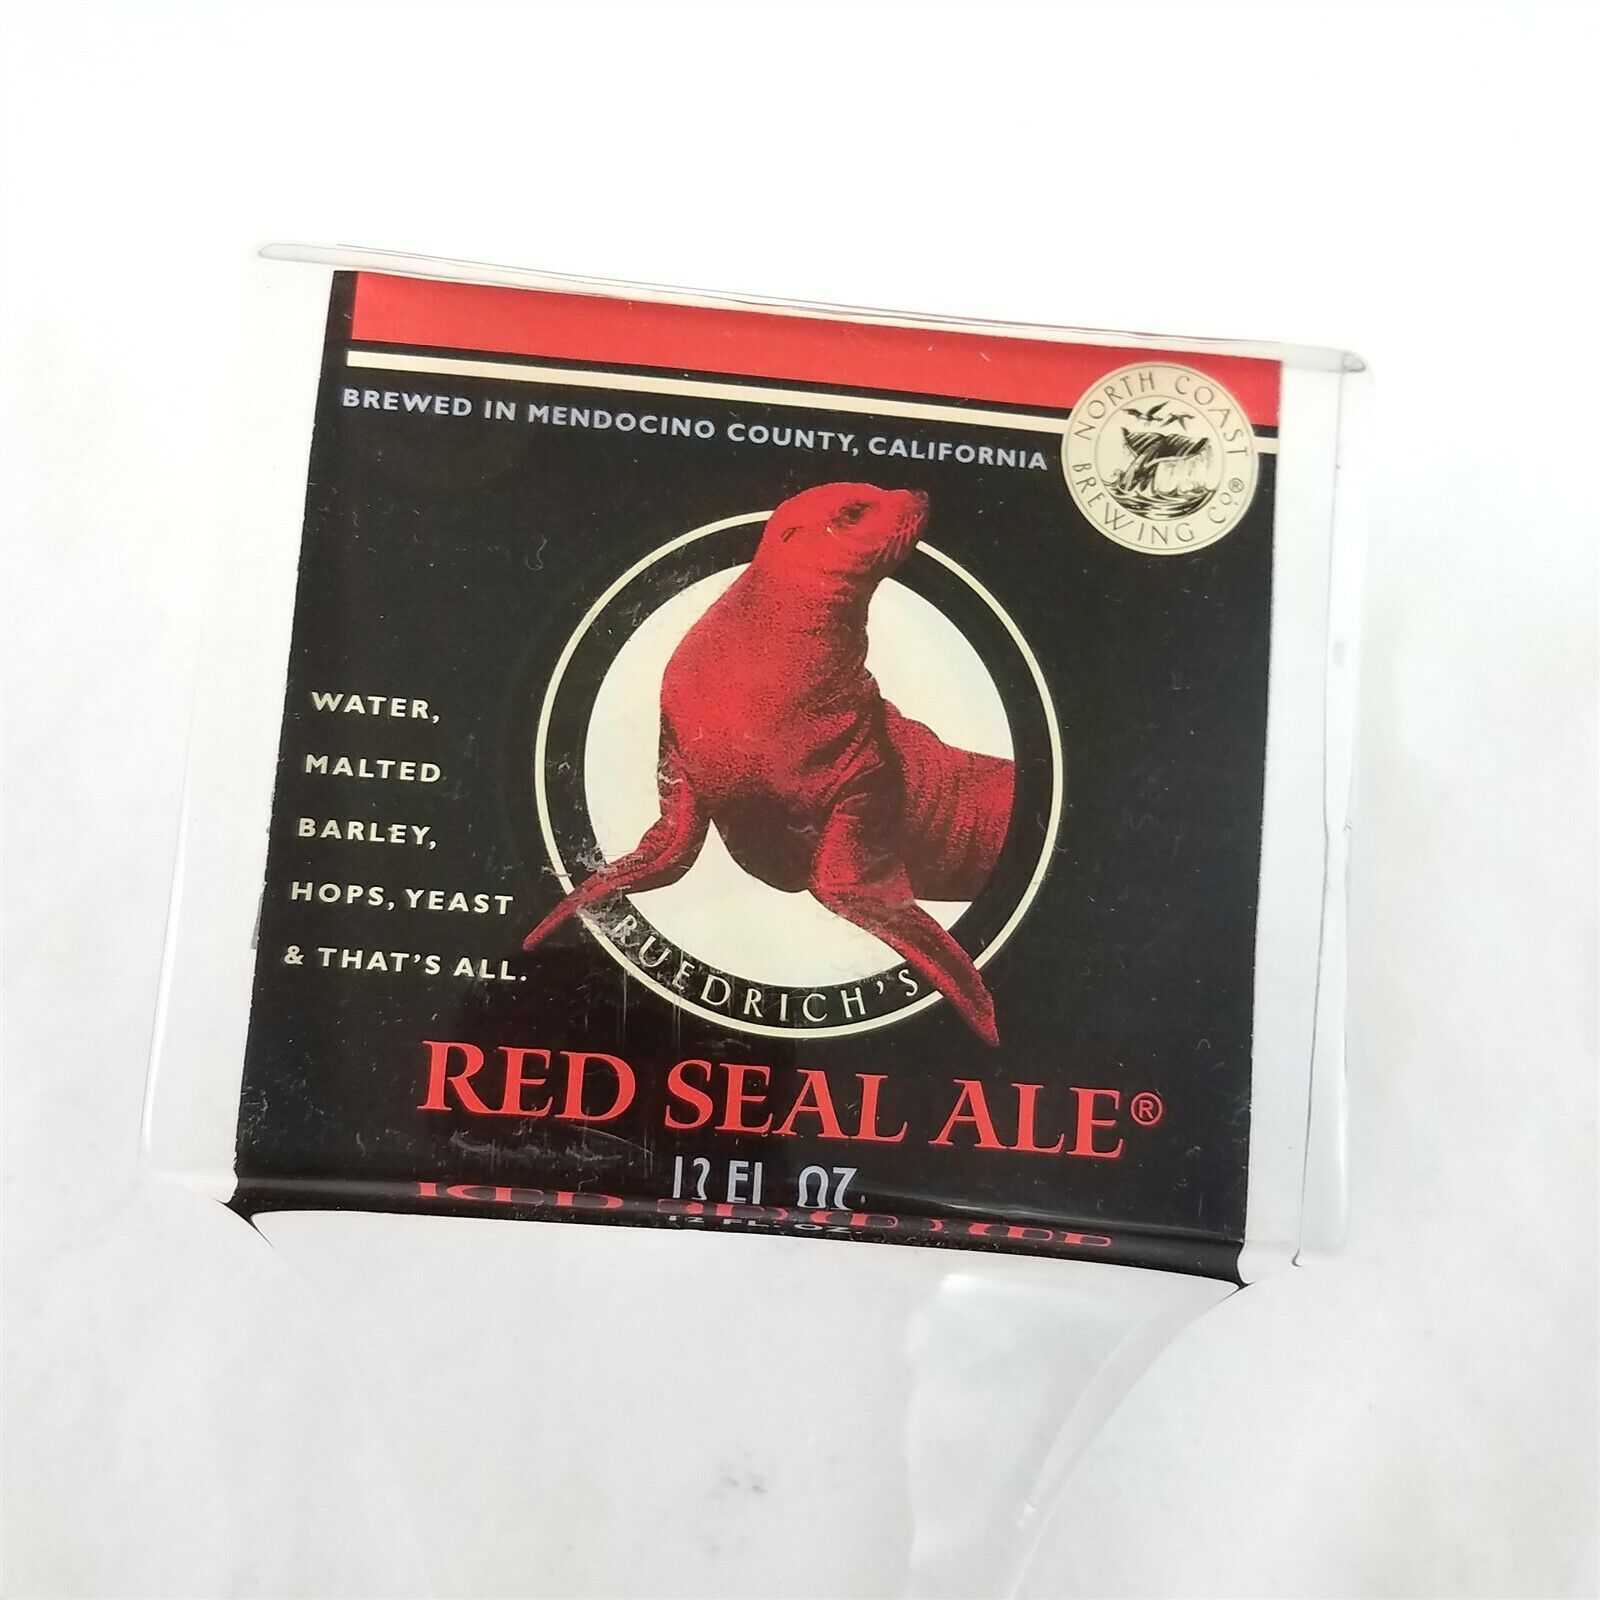 BREWED IN MENDOCINO COUNTY, CALIFORNIA
NORTH COAST
BREWING CO®
WATER,
MALTED
BARLEY,
HOPS, YEAST
& THAT'S ALL.
RUEDRICH'S
RED SEAL ALE®
12 FL. OZ.